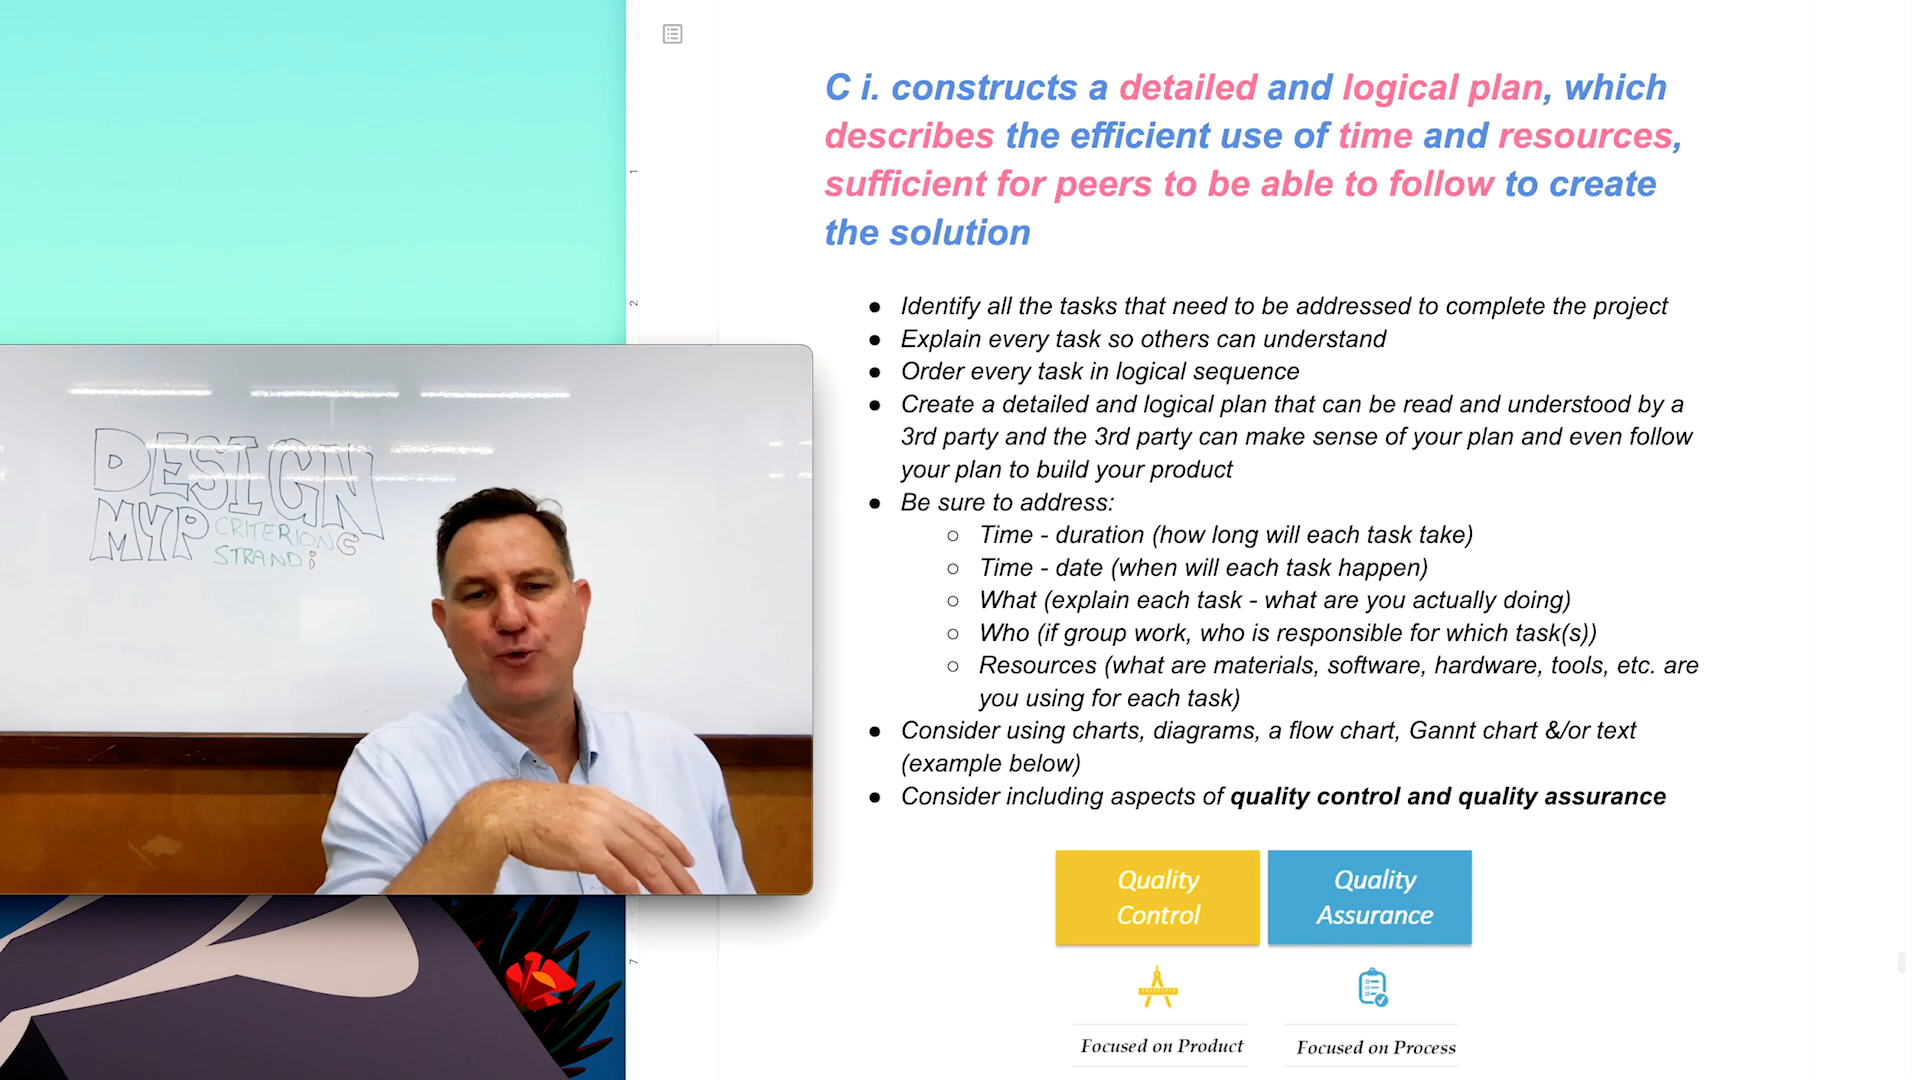 C i. constructs a detailed and logical plan, which
describes the efficient use of time and resources,
sufficient for peers to be able to follow to create
the solution
● Identify all the tasks that need to be addressed to complete the project
● Explain every task so others can understand
● Order every task in logical sequence
● Create a detailed and logical plan that can be read and understood by a
3rd party and the 3rd party can make sense of your plan and even follow
your plan to build your product
● Be sure to address:
○ Time - duration (how long will each task take)
○ Time - date (when will each task happen)
○ What (explain each task - what are you actually doing)
○ Who (if group work, who is responsible for which task(s))
○ Resources (what are materials, software, hardware, tools, etc. are
you using for each task)
● Consider using charts, diagrams, a flow chart, Gannt chart &/or text
(example below)
● Consider including aspects of quality control and quality assurance
Quality
Control
Quality
Assurance
Focused on Product
Focused on Process
DESIGN
MYP CRITERION C
STRAND i
1
2
7